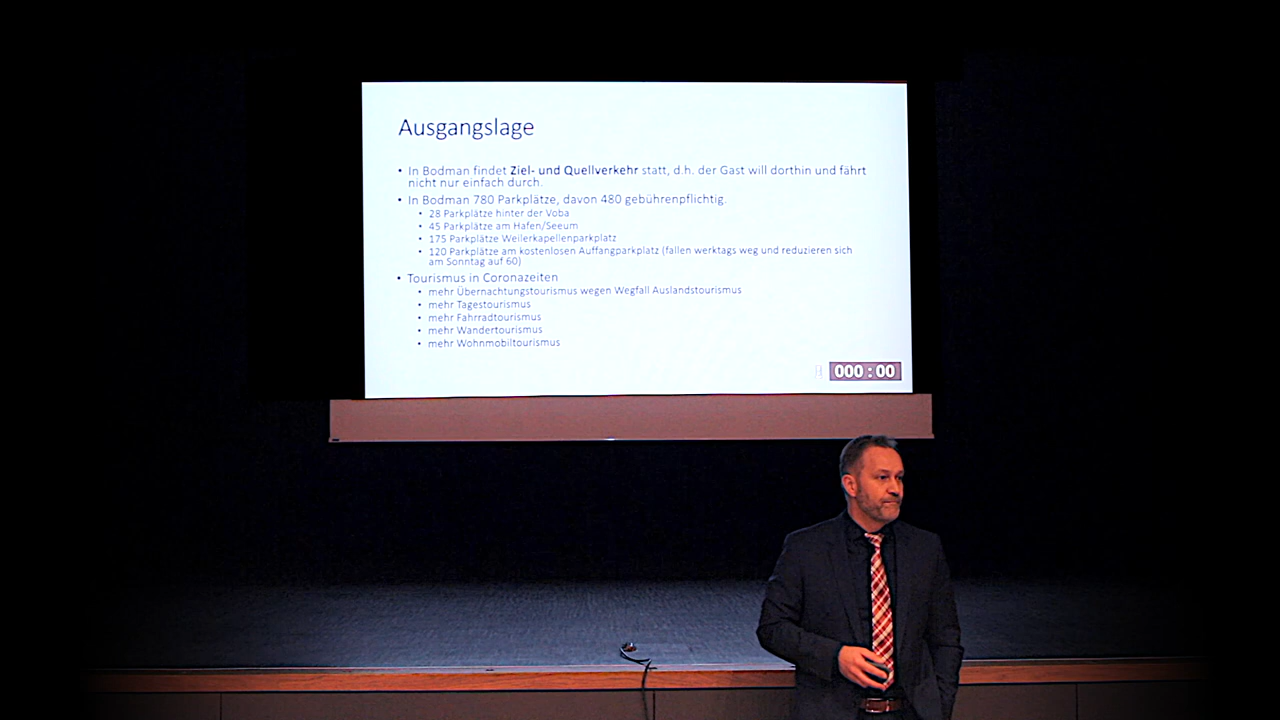 Ausgangslage
• In Bodman findet Ziel- und Quellverkehr statt, d.h. der Gast will dorthin und fährt
nicht nur einfach durch.
• In Bodman 780 Parkplätze, davon 480 gebührenpflichtig.
• 28 Parkplätze hinter der Voba
• 45 Parkplätze am Hafen/Seeum
• 175 Parkplätze Weilerkapellenparkplatz
• 120 Parkplätze am kostenlosen Auffangparkplatz (fallen werktags weg und reduzieren sich
am Sonntag auf 60)
• Tourismus in Coronazeiten
• mehr Übernachtungstourismus wegen Wegfall Auslandstourismus
• mehr Tagestourismus
• mehr Fahrradtourismus
• mehr Wandertourismus
• mehr Wohnmobiltourismus
000 : 00